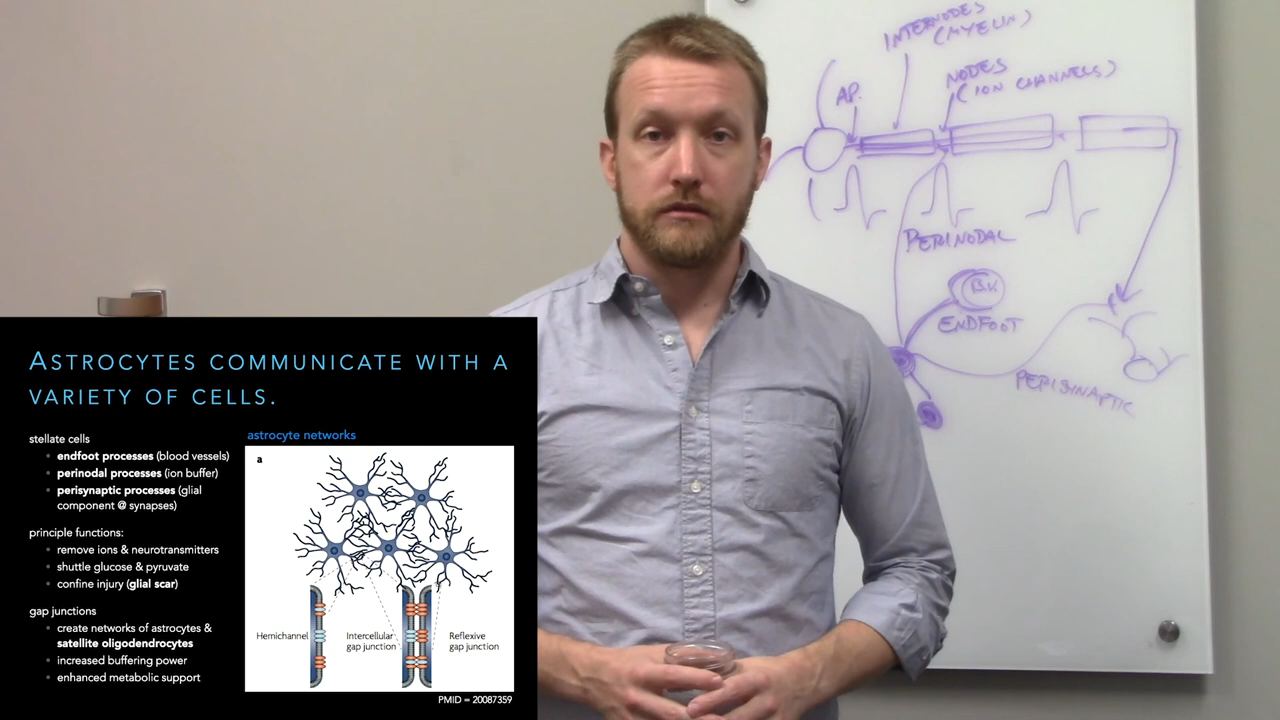 INTERNODES
(MYELIN)
NODES
(ION CHANNELS)
AP.
PERINODAL
B.V.
ENDFOOT
PERISYNAPTIC
ASTROCYTES COMMUNICATE WITH A
VARIETY OF CELLS.
stellate cells
• endfoot processes (blood vessels)
• perinodal processes (ion buffer)
• perisynaptic processes (glial
component @ synapses)
principle functions:
• remove ions & neurotransmitters
• shuttle glucose & pyruvate
• confine injury (glial scar)
gap junctions
• create networks of astrocytes &
satellite oligodendrocytes
• increased buffering power
• enhanced metabolic support
astrocyte networks
a
Hemichannel
Intercellular
gap junction
Reflexive
gap junction
PMID = 20087359